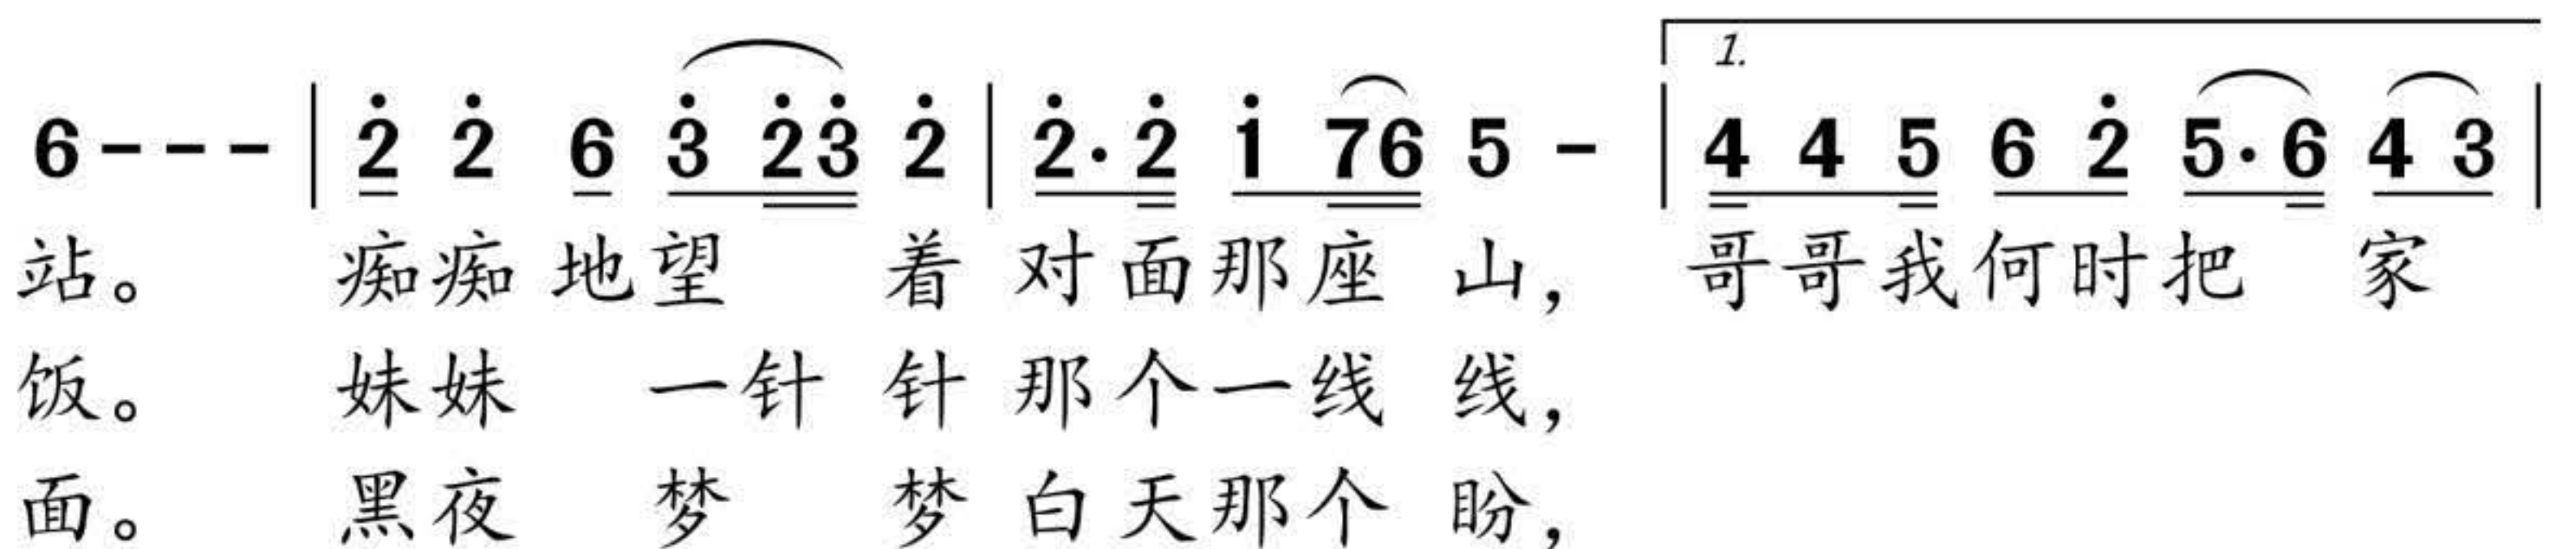 1.
6 - - - | 2̇ 2̇ 6 3̇ 2̇3̇ 2̇ | 2̇· 2̇ 1̇ 76 5 - | 4 4 5 6 2̇ 5·6 4 3 |
站。 痴痴 地望 着 对面那座 山， 哥哥我何时把 家
饭。 妹妹 一针 针 那个一线 线，
面。 黑夜 梦 梦 白天那个 盼，